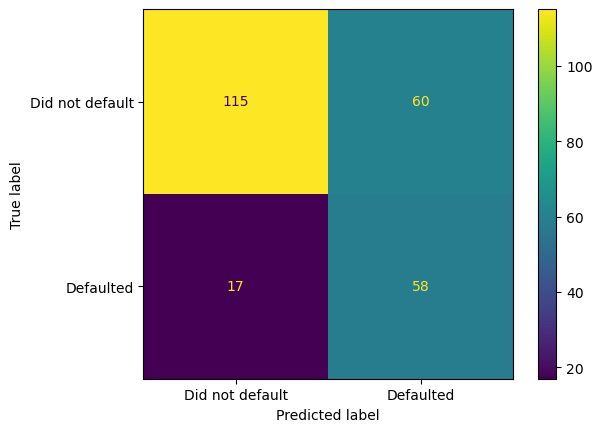 Did not default
Defaulted
True label
115
60
17
58
Did not default
Defaulted
Predicted label
100
80
60
40
20